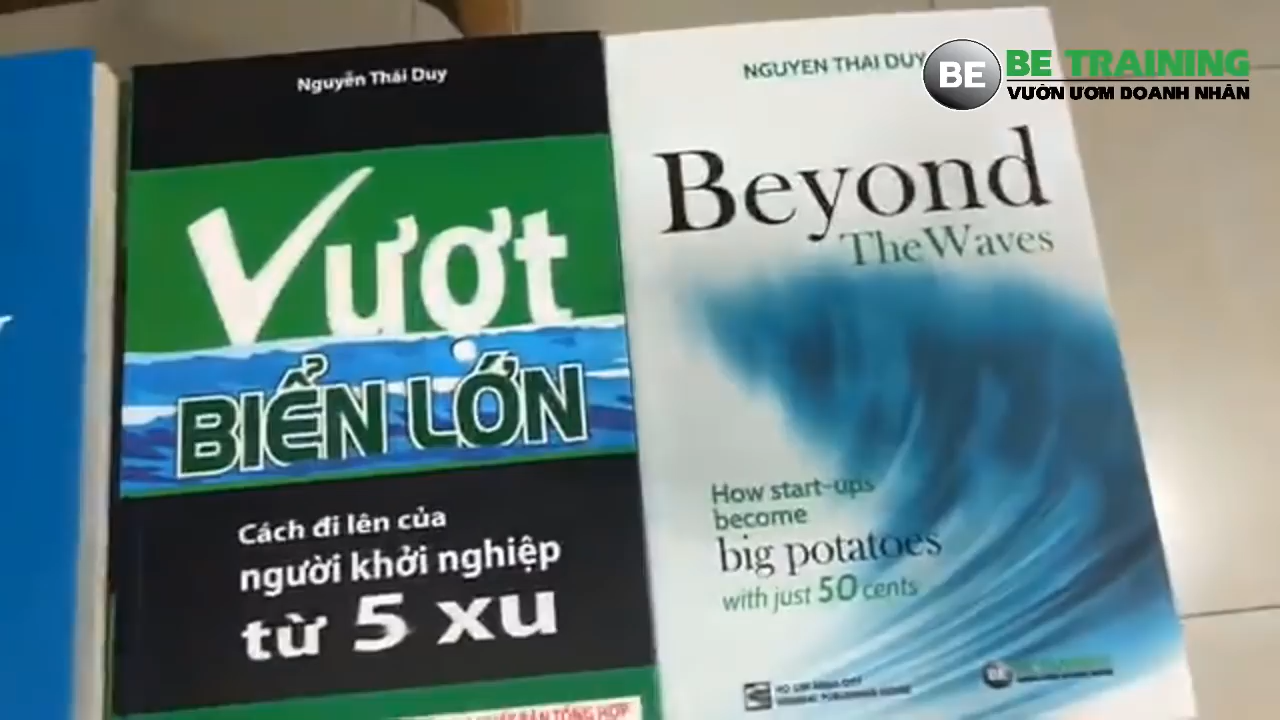 Nguyễn Thái Duy
Vượt
BIỂN LỚN
Cách đi lên của
người khởi nghiệp
từ 5 xu
NGUYEN THAI DUY
Beyond
The Waves
How start-ups
become
big potatoes
with just 50 cents
BE TRAINING
BE
BE TRAINING
VƯỜN ƯƠM DOANH NHÂN